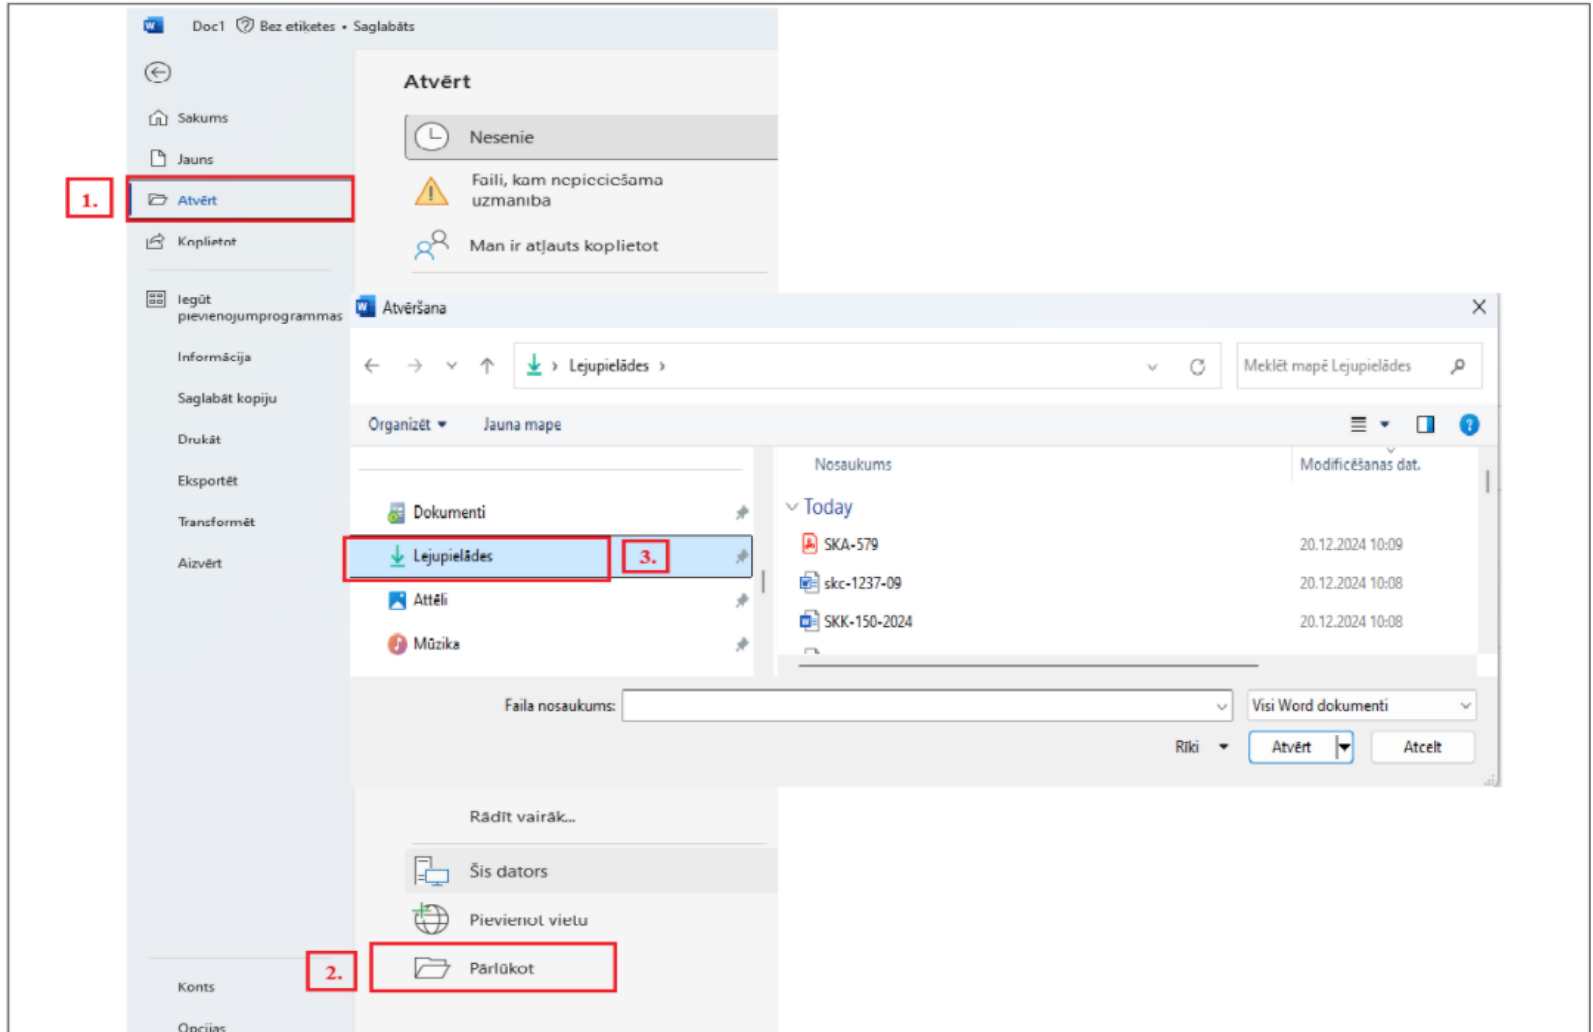 Doc1 Bez etiķetes • Saglabāts
Atvērt
Sākums
Jauns
1.
Atvērt
Koplietot
Iegūt
pievienojumprogrammas
Informācija
Saglabāt kopiju
Drukāt
Eksportēt
Transformēt
Aizvērt
Nesenie
Faili, kam nepieciešama
uzmanība
Man ir atļauts koplietot
Atvēršana
Lejupielādes
Meklēt mapē Lejupielādes
Organizēt
Jauna mape
Nosaukums
Modificēšanas dat.
Dokumenti
Lejupielādes
3.
Attēli
Mūzika
Today
SKA-579 20.12.2024 10:09
skc-1237-09 20.12.2024 10:08
SKK-150-2024 20.12.2024 10:08
Faila nosaukums:
Visi Word dokumenti
Rīki
Atvērt
Atcelt
Rādīt vairāk...
Šis dators
Pievienot vietu
2.
Pārlūkot
Konts
Opcijas